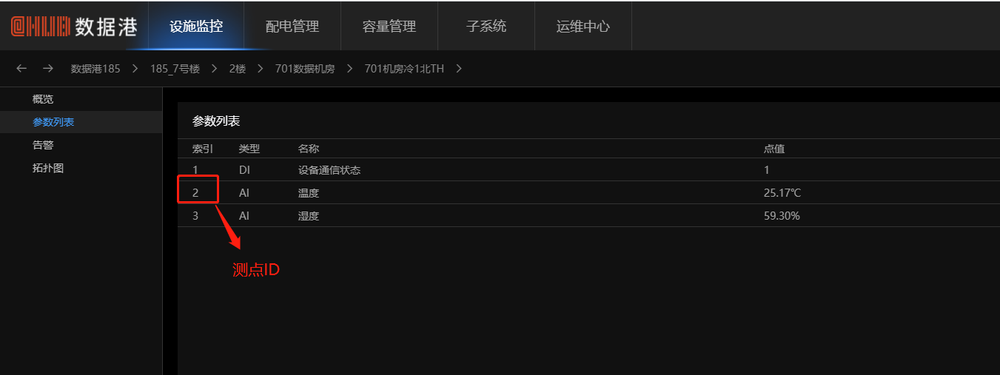 @HUB 数据港 设施监控 配电管理 容量管理 子系统 运维中心
数据港185 185_7号楼 2楼 701数据机房 701机房冷1北TH
概览
参数列表
告警
拓扑图
参数列表
索引 类型 名称 点值
1 DI 设备通信状态 1
2 AI 温度 25.17℃
3 AI 湿度 59.30%
测点ID